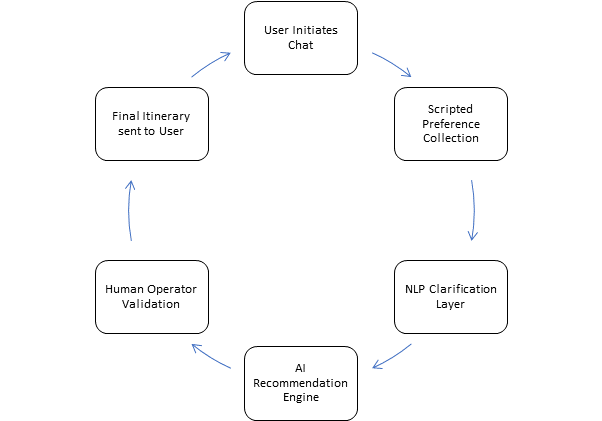 User Initiates
Chat
Scripted
Preference
Collection
NLP Clarification
Layer
AI
Recommendation
Engine
Human Operator
Validation
Final Itinerary
sent to User